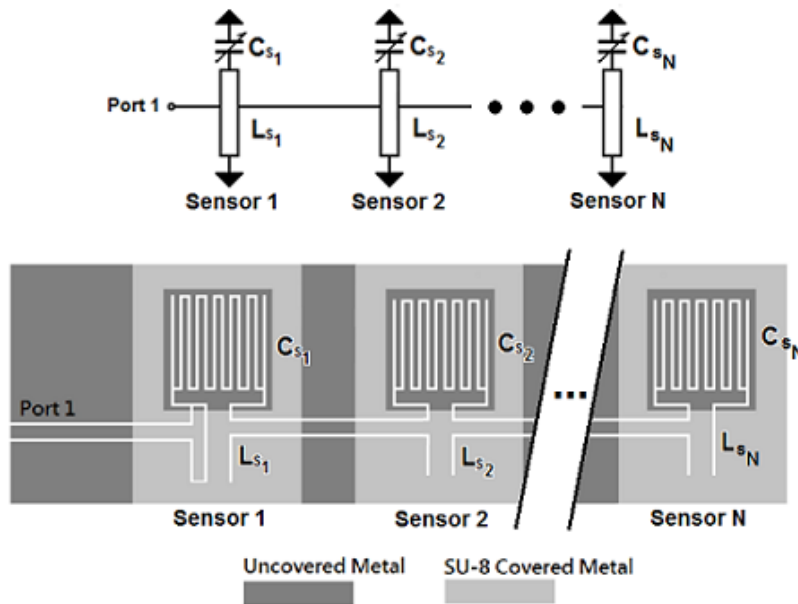 Cs1 Cs2 CsN
Port 1
Ls1 Ls2 LsN
Sensor 1 Sensor 2 Sensor N
Cs1 Cs2 CsN
...
Port 1
Ls1 Ls2 LsN
Sensor 1 Sensor 2 Sensor N
Uncovered Metal SU-8 Covered Metal